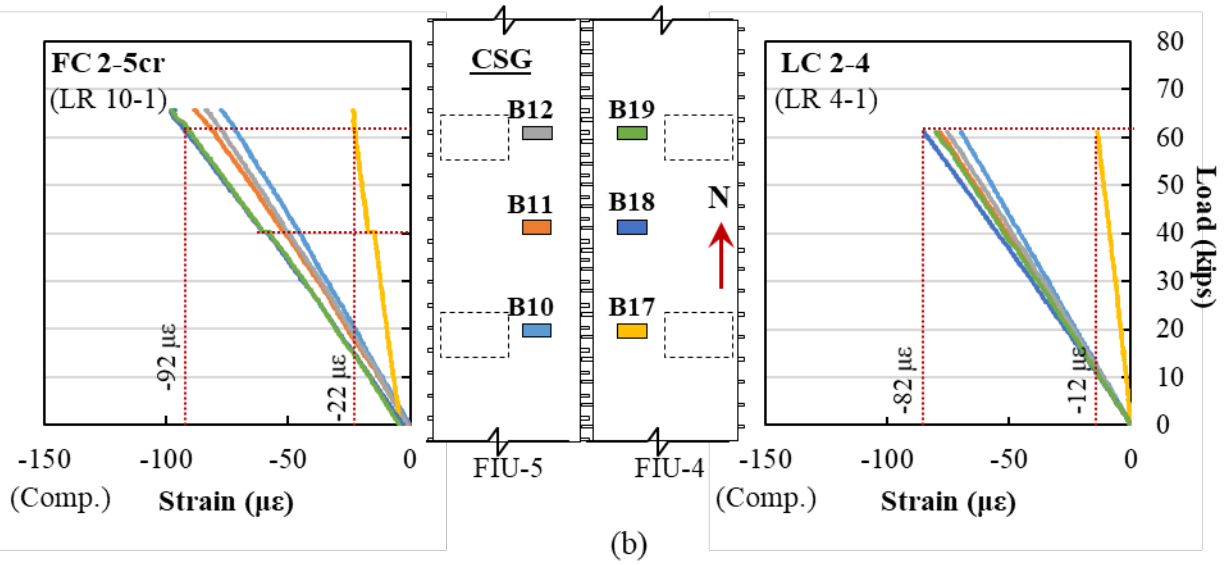 FC 2-5cr
(LR 10-1)
-92 µε
-22 µε
-150
-100
-50
0
(Comp.)
Strain (µε)
CSG
B12
B19
B11
B18
N
B10
B17
FIU-5
FIU-4
LC 2-4
(LR 4-1)
-82 µε
-12 µε
80
70
60
50
40
30
20
10
0
Load (kips)
-150
-100
-50
0
(Comp.)
Strain (µε)
(b)